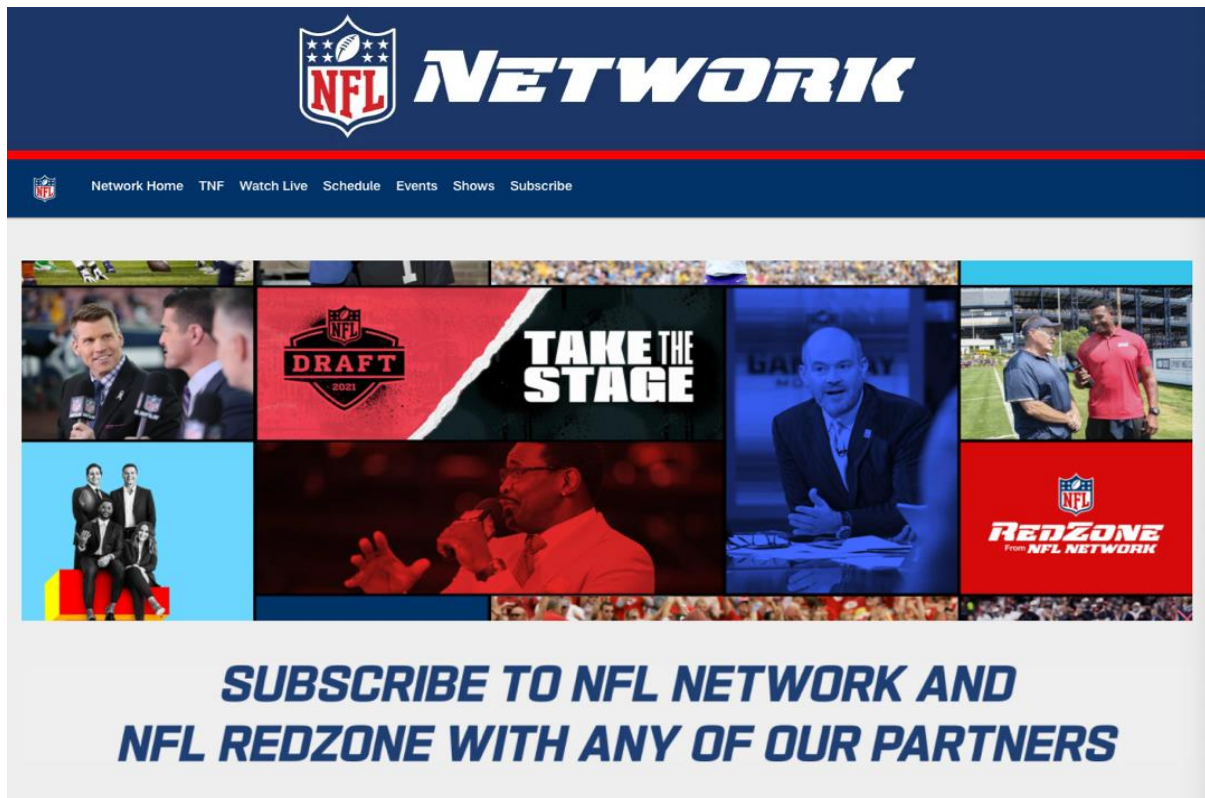 NFL
NETWORK
NFL
Network Home TNF Watch Live Schedule Events Shows Subscribe
NFL
DRAFT
2021
TAKE THE
STAGE
GAMEDAY
NFL
REDZONE
From NFL NETWORK
SUBSCRIBE TO NFL NETWORK AND
NFL REDZONE WITH ANY OF OUR PARTNERS